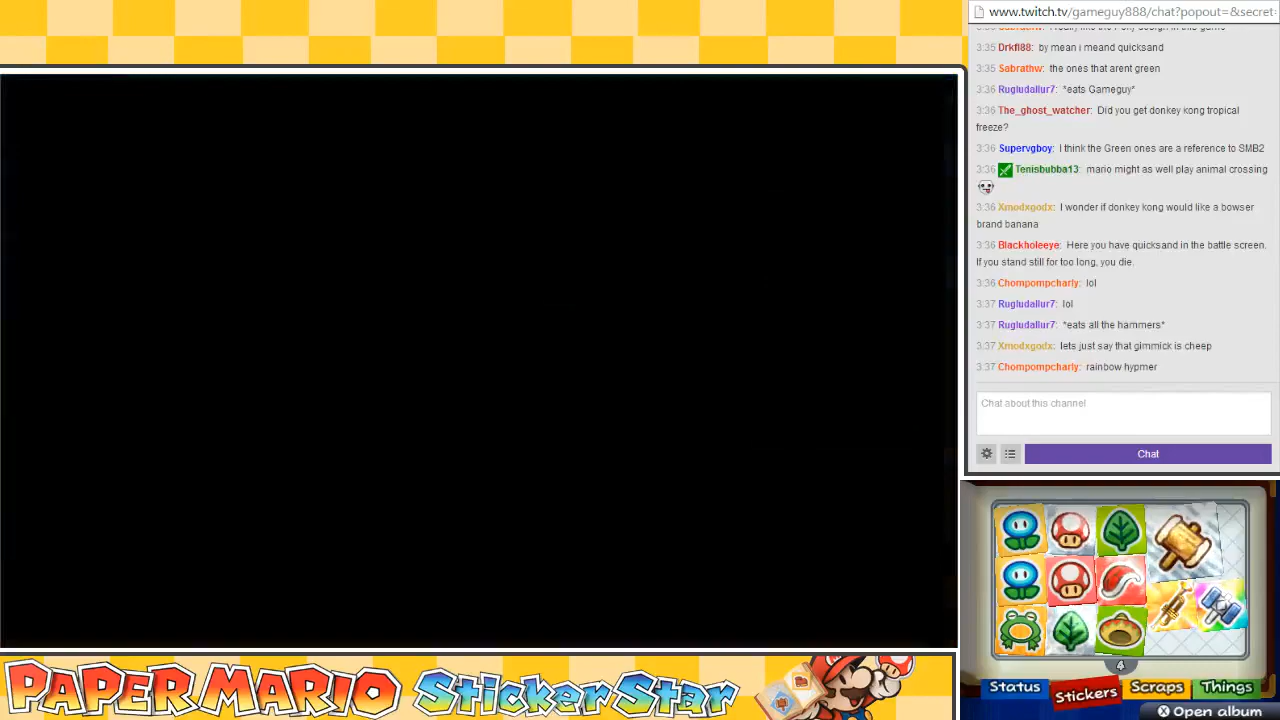 www.twitch.tv/gameguy888/chat?popout=&secret:
3:35 Drkfl88: by mean i meand quicksand
3:35 Sabrathw: the ones that arent green
3:36 Rugludallur7: *eats Gameguy*
3:36 The_ghost_watcher: Did you get donkey kong tropical
freeze?
3:36 Supervgboy: I think the Green ones are a reference to SMB2
3:36 Tenisbubba13: mario might as well play animal crossing
3:36 Xmodxgodx: I wonder if donkey kong would like a bowser
brand banana
3:36 Blackholeeye: Here you have quicksand in the battle screen.
If you stand still for too long, you die.
3:36 Chompompcharly: lol
3:37 Rugludallur7: lol
3:37 Rugludallur7: *eats all the hammers*
3:37 Xmodxgodx: lets just say that gimmick is cheep
3:37 Chompompcharly: rainbow hypmer
Chat about this channel
Chat
4
Status
Stickers
Scraps
Things
X Open album
PAPER MARIO Sticker Star